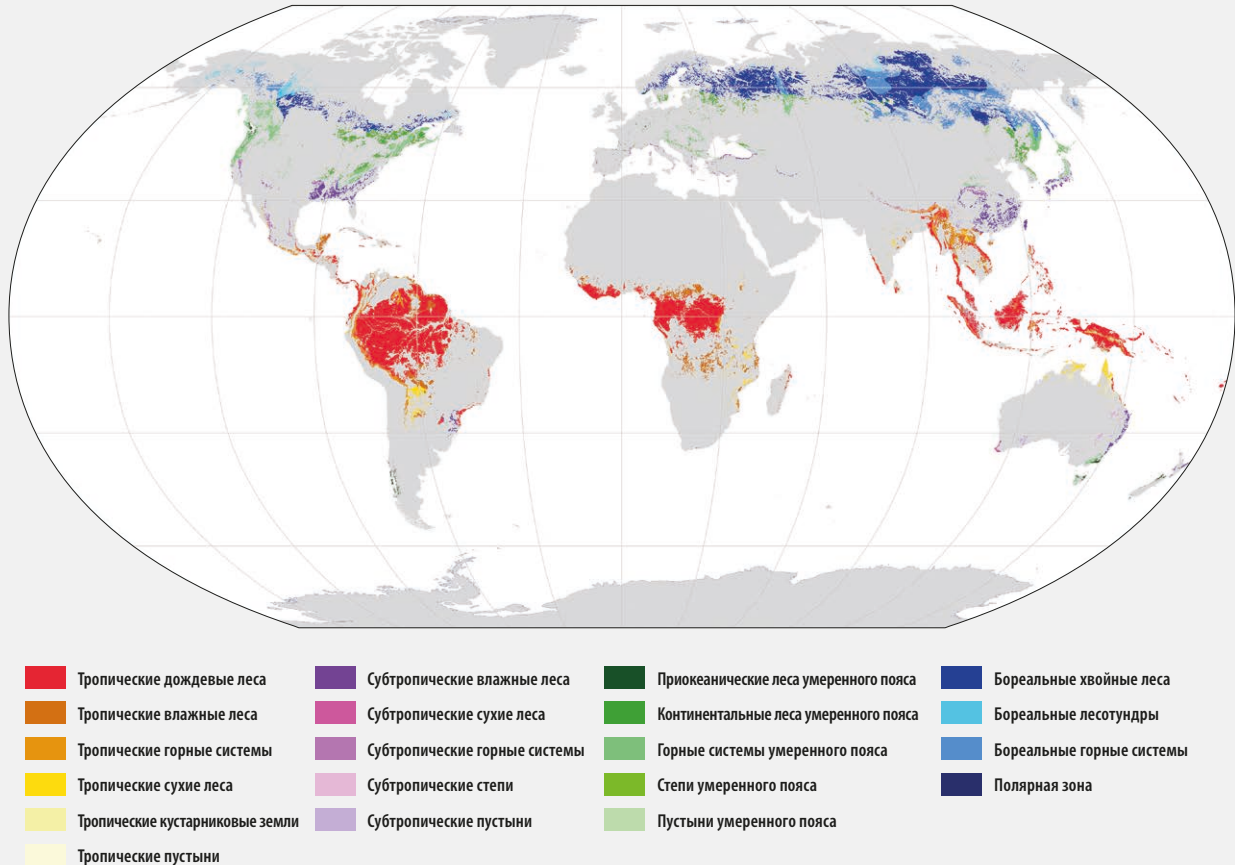 Тропические дождевые леса
Тропические влажные леса
Тропические горные системы
Тропические сухие леса
Тропические кустарниковые земли
Тропические пустыни
Субтропические влажные леса
Субтропические сухие леса
Субтропические горные системы
Субтропические степи
Субтропические пустыни
Приокеанические леса умеренного пояса
Континентальные леса умеренного пояса
Горные системы умеренного пояса
Степи умеренного пояса
Пустыни умеренного пояса
Бореальные хвойные леса
Бореальные лесотундры
Бореальные горные системы
Полярная зона